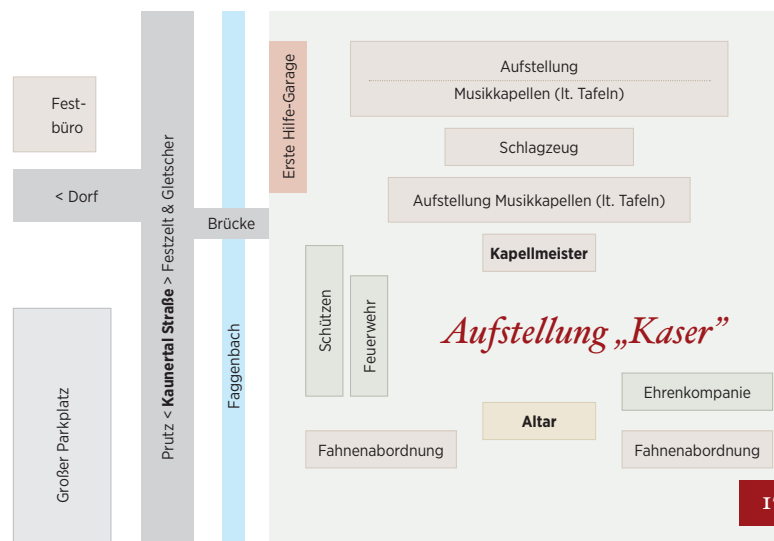 Fest-
büro
< Dorf
Großer Parkplatz
Prutz < Kaunertal Straße > Festzelt & Gletscher
Brücke
Faggenbach
Erste Hilfe-Garage
Aufstellung
Musikkapellen (lt. Tafeln)
Schlagzeug
Aufstellung Musikkapellen (lt. Tafeln)
Kapellmeister
Schützen
Feuerwehr
Aufstellung „Kaser”
Ehrenkompanie
Altar
Fahnenabordnung
Fahnenabordnung